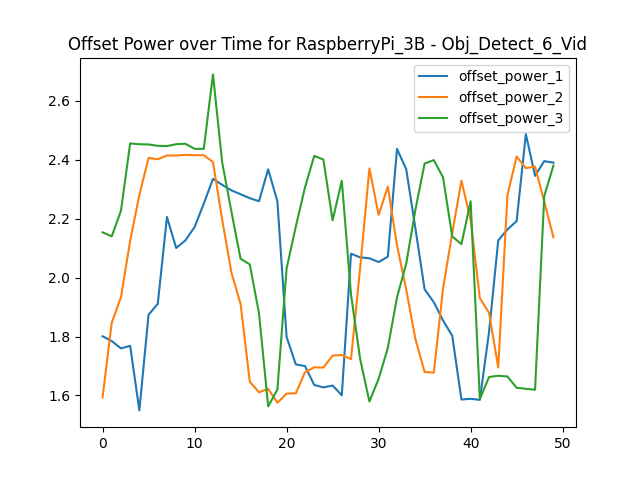 Offset Power over Time for RaspberryPi_3B - Obj_Detect_6_Vid
offset_power_1
offset_power_2
offset_power_3
2.6
2.4
2.2
2.0
1.8
1.6
0 10 20 30 40 50